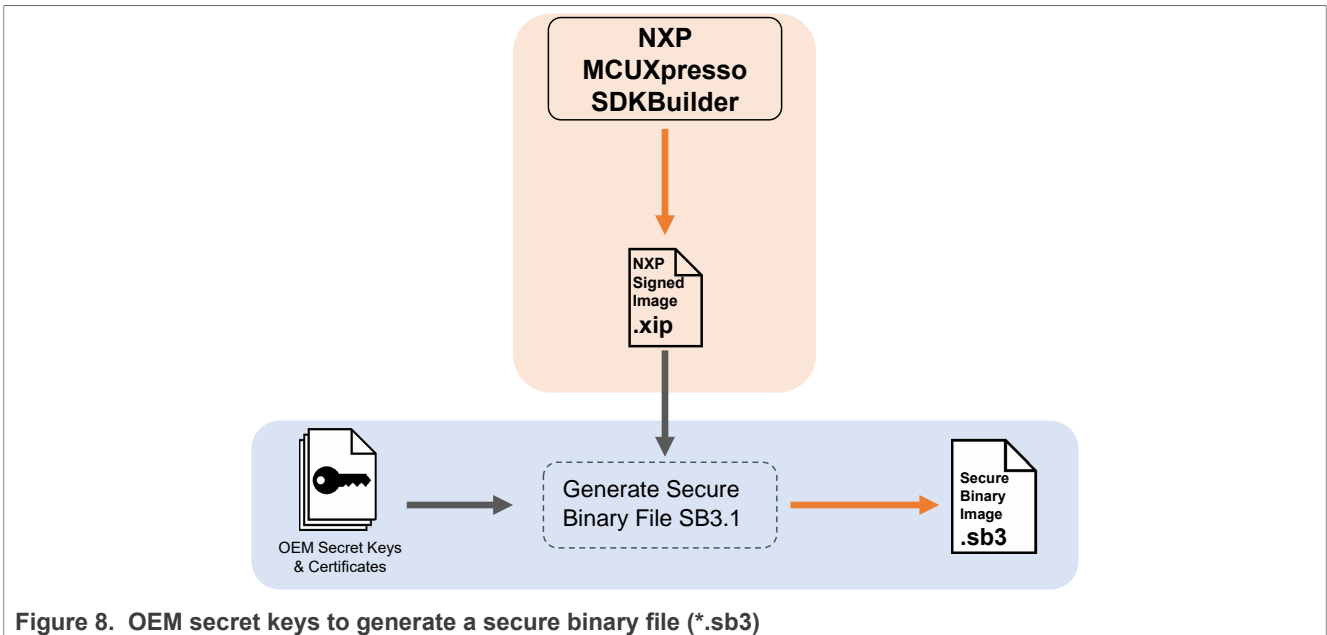 NXP
MCUXpresso
SDKBuilder
NXP
Signed
Image
.xip
Generate Secure
Binary File SB3.1
Secure
Binary
Image
.sb3
OEM Secret Keys
& Certificates
Figure 8. OEM secret keys to generate a secure binary file (*.sb3)